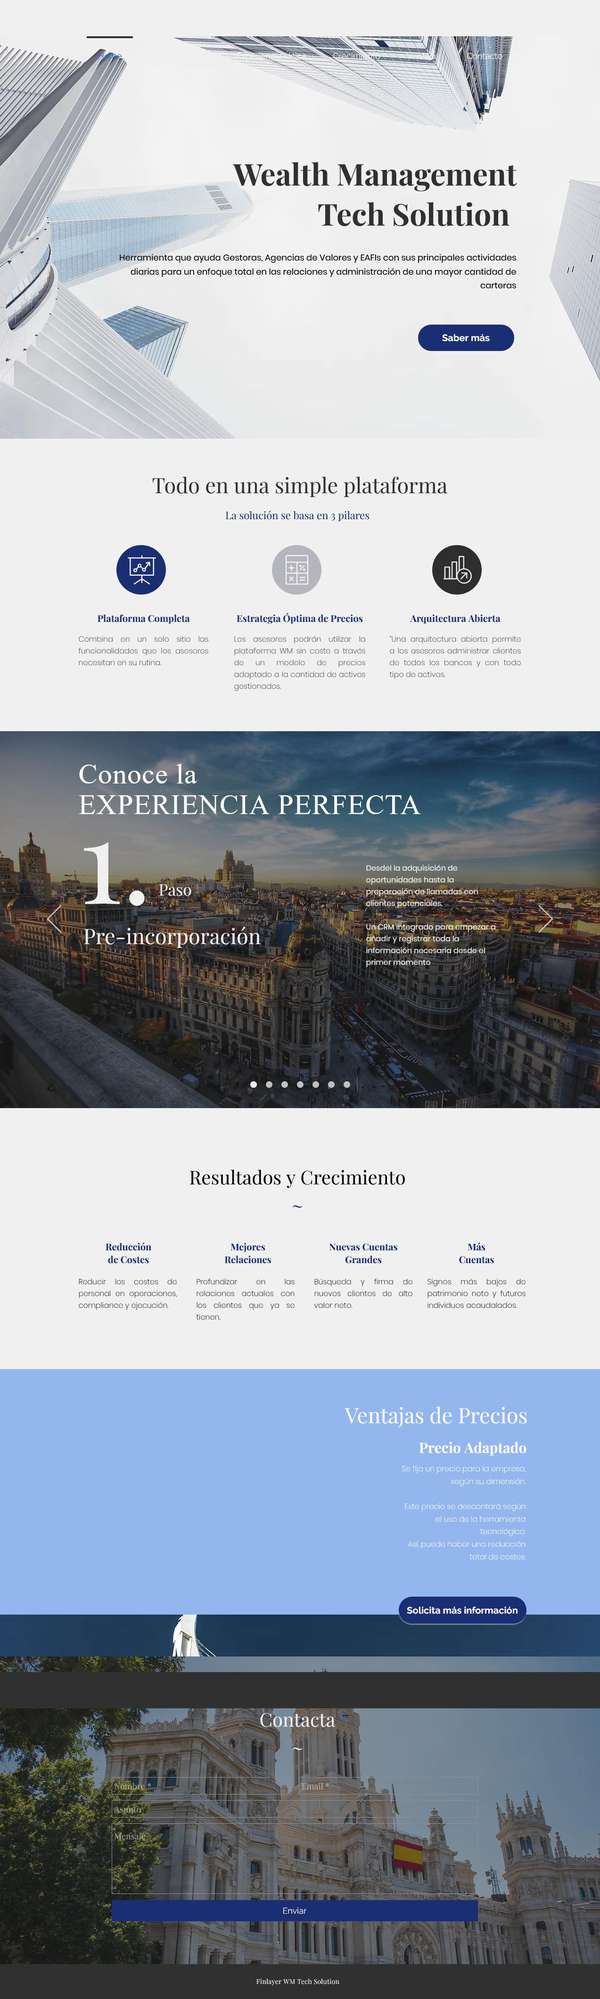 Contacto
Wealth Management
Tech Solution
Herramienta que ayuda Gestoras, Agencias de Valores y EAFIs con sus principales actividades
diarias para un enfoque total en las relaciones y administración de una mayor cantidad de
carteras
Saber más
Todo en una simple plataforma
La solución se basa en 3 pilares
Plataforma Completa
Combina en un solo sitio las
funcionalidades que los asesores
necesitan en su rutina.
Estrategia Óptima de Precios
Los asesores podrán utilizar la
plataforma WM sin costo a través
de un modelo de precios
adaptado a la cantidad de activos
gestionados.
Arquitectura Abierta
"Una arquitectura abierta permite
a los asesores administrar clientes
de todos los bancos y con todo
tipo de activos.
Conoce la
EXPERIENCIA PERFECTA
1. Paso
Pre-incorporación
Desdel la adquisición de
oportunidades hasta la
preparación de llamadas con
clientes potenciales.
Un CRM integrado para empezar a
añadir y registrar toda la
información necesaria desde el
primer momento
Resultados y Crecimiento
~
Reducción
de Costes
Reducir los costes de
personal en operaciones,
compliance y ejecución.
Mejores
Relaciones
Profundizar en las
relaciones actuales con
los clientes que ya se
tienen.
Nuevas Cuentas
Grandes
Búsqueda y firma de
nuevos clientes de alto
valor neto.
Más
Cuentas
Signos más bajos de
patrimonio neto y futuros
individuos acaudalados.
Ventajas de Precios
Precio Adaptado
Se fija un precio para la empresa,
según su dimensión.
Este precio se descontará según
el uso de la herramienta
tecnológica.
Así, puede haber una reducción
total de costes.
Solicita más información
Contacta
~
Nombre *
Email *
Asunto
Mensaje
Enviar
Finlayer WM Tech Solution